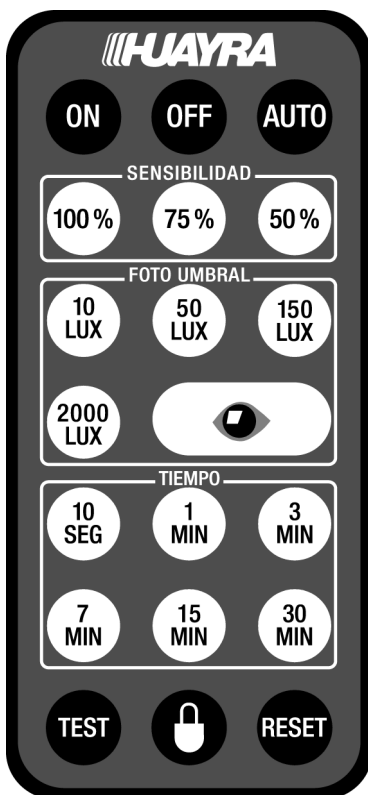 HUAYRA
ON OFF AUTO
SENSIBILIDAD
100 % 75 % 50 %
FOTO UMBRAL
10 LUX
50 LUX
150 LUX
2000 LUX
TIEMPO
10 SEG
1 MIN
3 MIN
7 MIN
15 MIN
30 MIN
TEST RESET